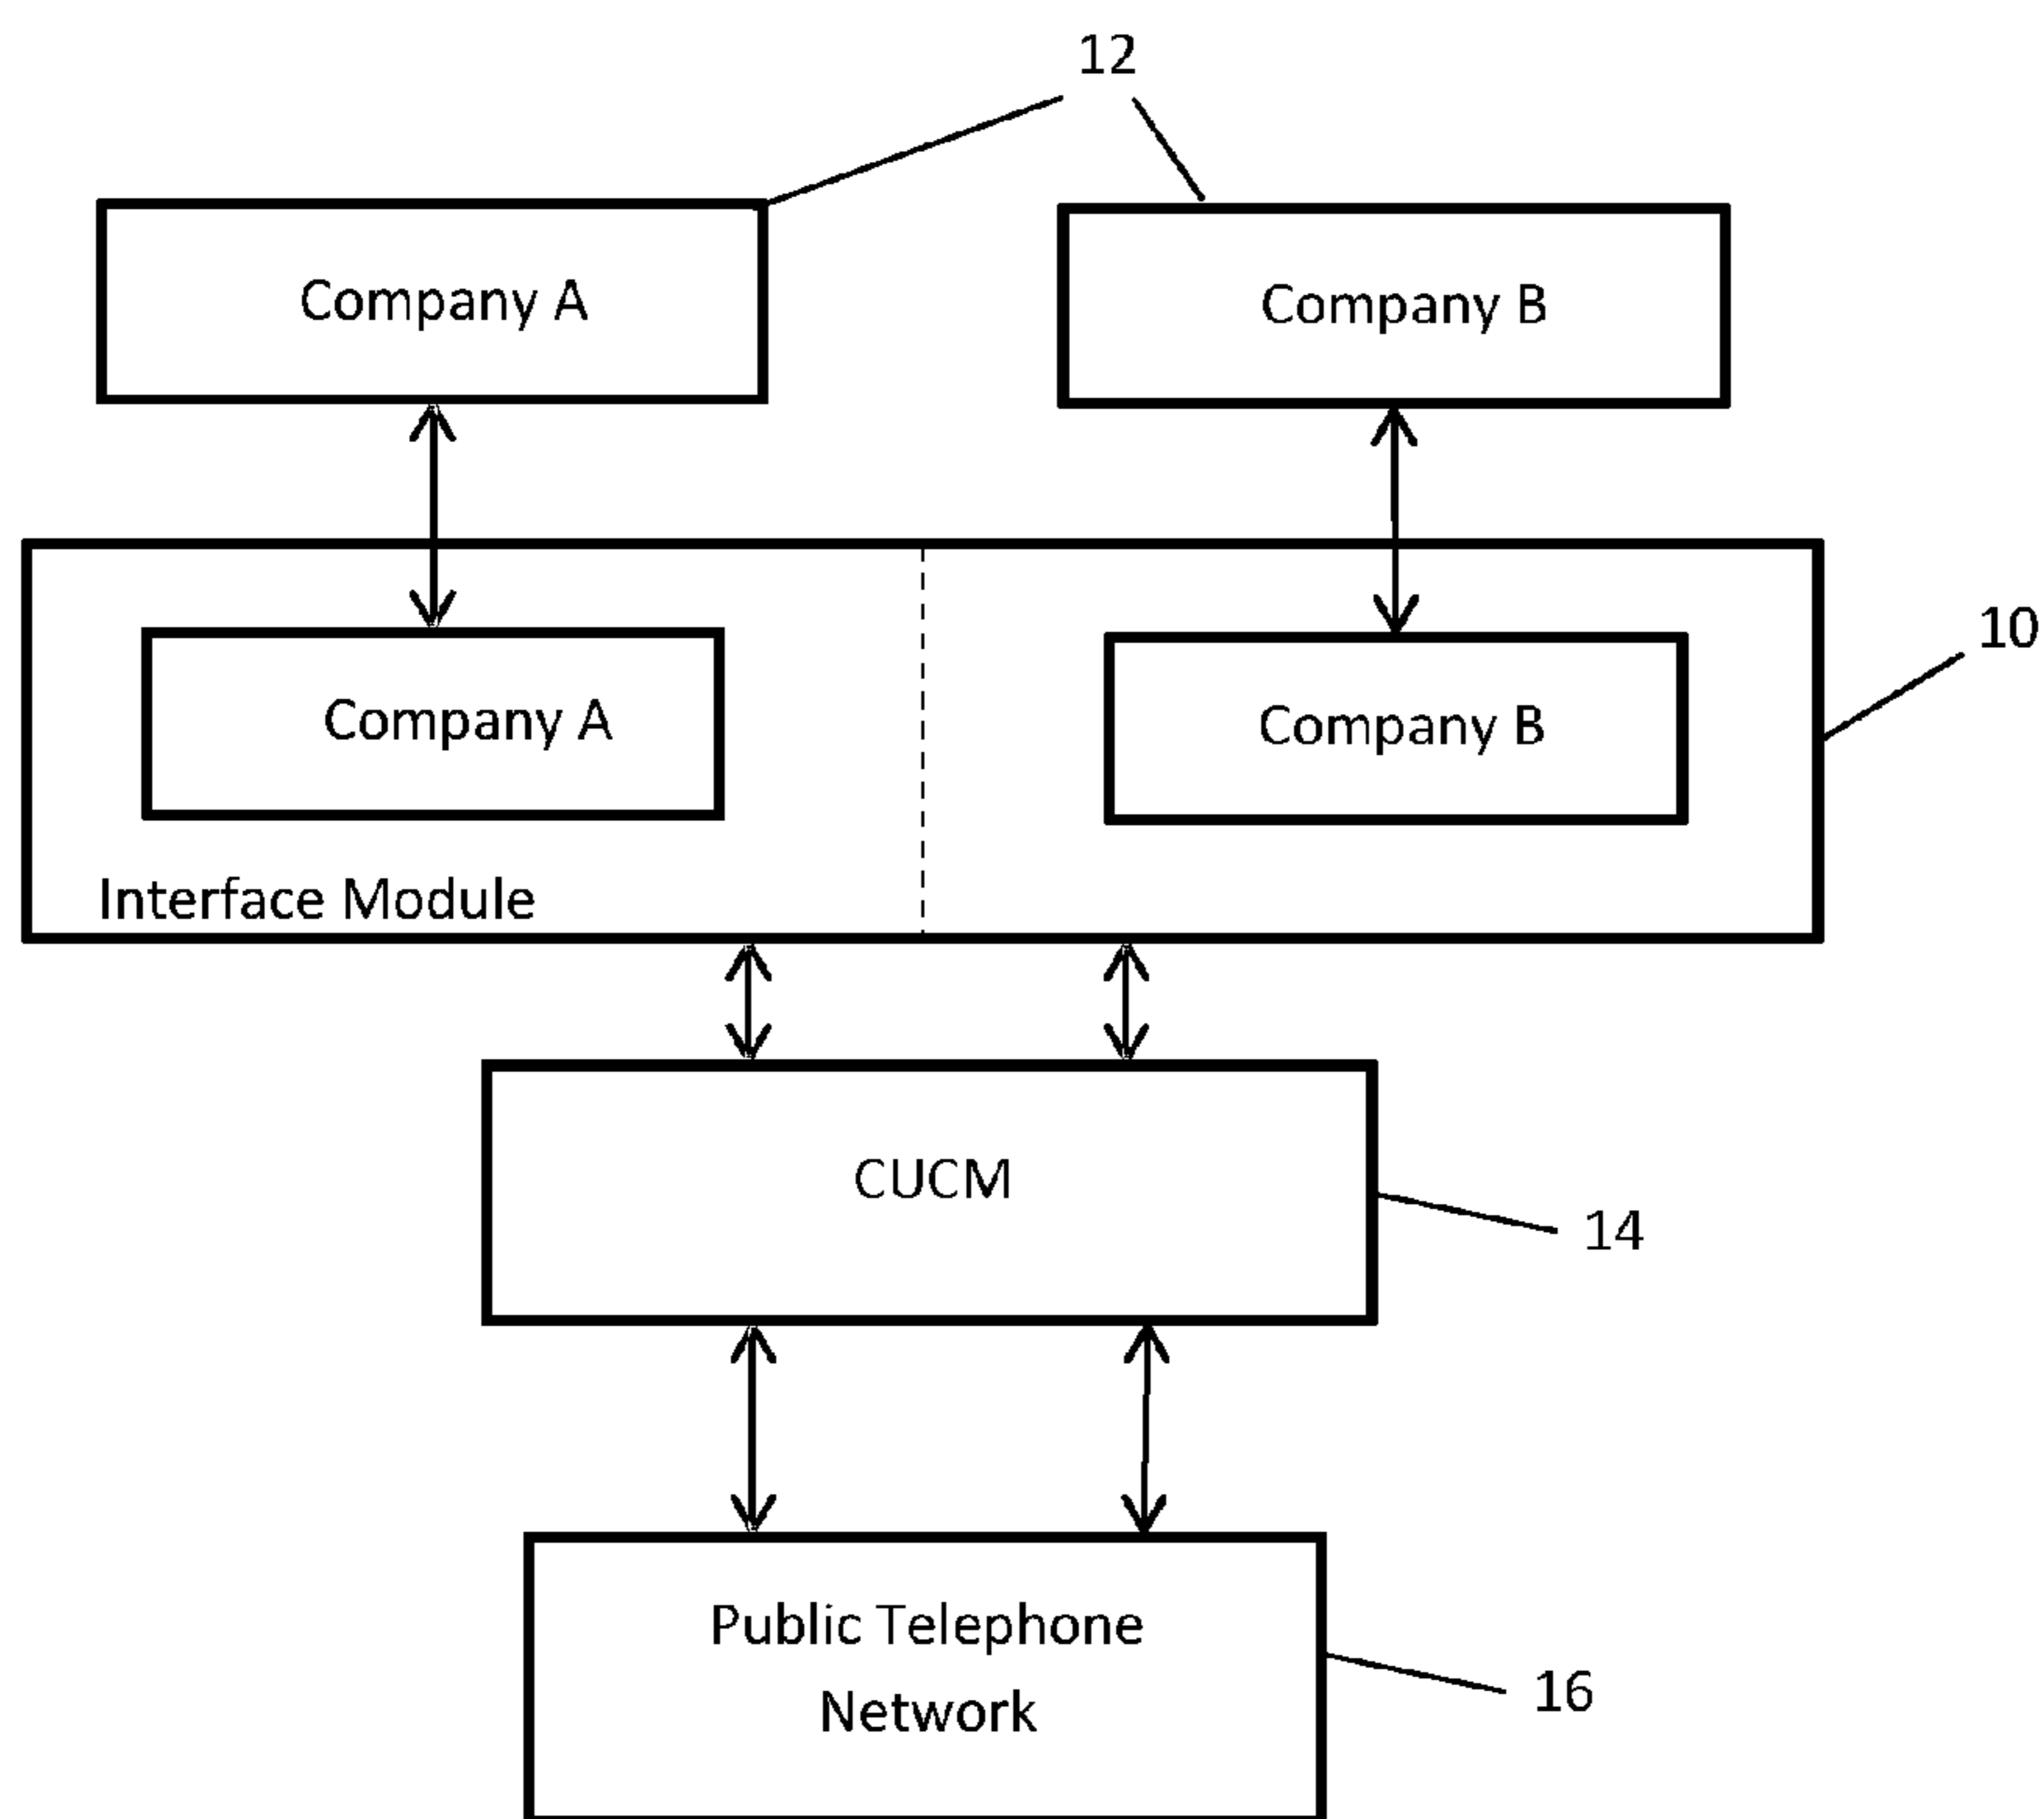 12
Company A
Company B
10
Company A
Company B
Interface Module
CUCM
14
Public Telephone
Network
16